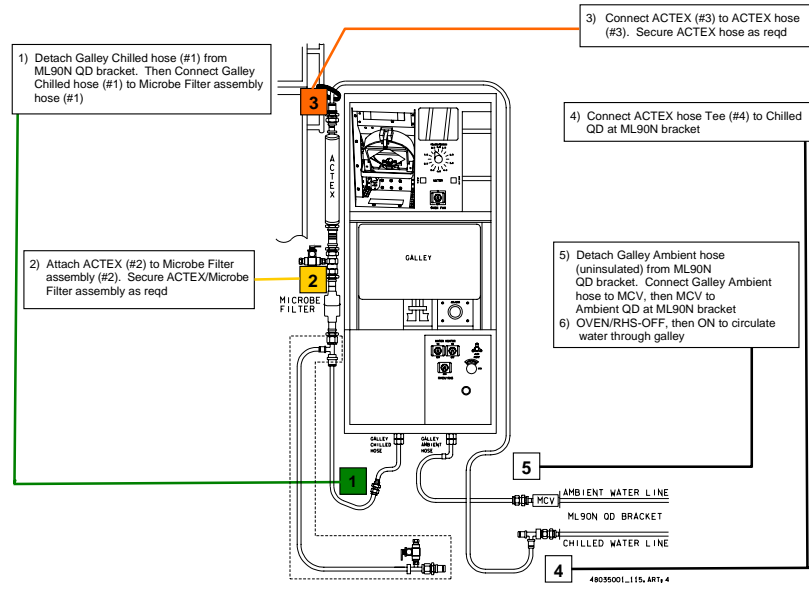 3) Connect ACTEX (#3) to ACTEX hose
(#3). Secure ACTEX hose as reqd
1) Detach Galley Chilled hose (#1) from
ML90N QD bracket. Then Connect Galley
Chilled hose (#1) to Microbe Filter assembly
hose (#1)
3
4) Connect ACTEX hose Tee (#4) to Chilled
QD at ML90N bracket
ACTEX
2) Attach ACTEX (#2) to Microbe Filter
assembly (#2). Secure ACTEX/Microbe
Filter assembly as reqd
GALLEY
5) Detach Galley Ambient hose
(uninsulated) from ML90N
QD bracket. Connect Galley Ambient
hose to MCV, then MCV to
Ambient QD at ML90N bracket
6) OVEN/RHS-OFF, then ON to circulate
water through galley
2
MICROBE
FILTER
GALLEY
CHILLED
HOSE
GALLEY
AMBIENT
HOSE
5
1
MCV
AMBIENT WATER LINE
ML90N QD BRACKET
CHILLED WATER LINE
4
48035001_115.ART; 4